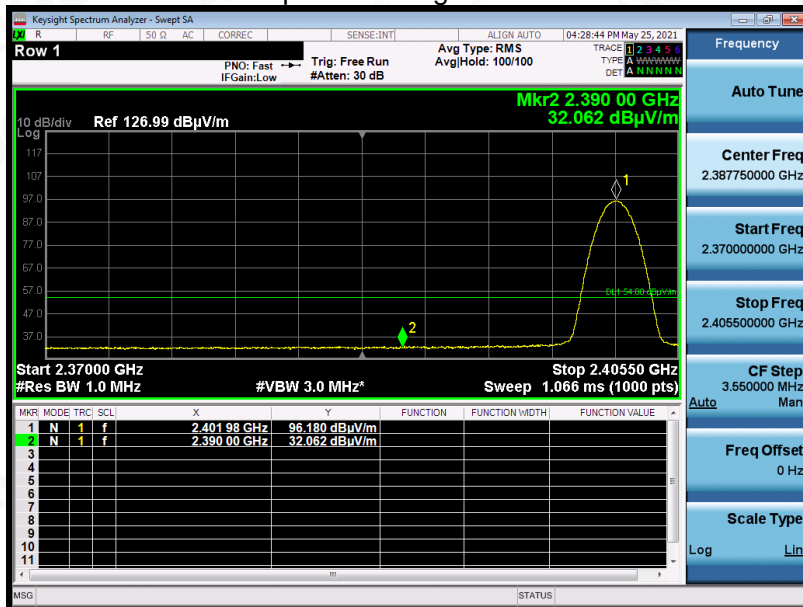 Keysight Spectrum Analyzer - Swept SA
LXI R RF 50 Ω AC CORREC SENSE:INT ALIGN AUTO 04:28:44 PM May 25, 2021
Row 1
PNO: Fast
IFGain:Low
Trig: Free Run
#Atten: 30 dB
Avg Type: RMS
Avg|Hold: 100/100
TRACE 1 2 3 4 5 6
TYPE A WWWWW
DET A N N N N N
Mkr2 2.390 00 GHz
32.062 dBµV/m
10 dB/div Ref 126.99 dBµV/m
Log
117
107
97.0
87.0
77.0
67.0
57.0
47.0
37.0
1
2
DL1 54.00 dBµV/m
Start 2.37000 GHz Stop 2.40550 GHz
#Res BW 1.0 MHz #VBW 3.0 MHz* Sweep 1.066 ms (1000 pts)
MKR MODE TRC SCL X Y FUNCTION FUNCTION WIDTH FUNCTION VALUE
1 N 1 f 2.401 98 GHz 96.180 dBµV/m
2 N 1 f 2.390 00 GHz 32.062 dBµV/m
3
4
5
6
7
8
9
10
11
MSG STATUS
Frequency
Auto Tune
Center Freq
2.387750000 GHz
Start Freq
2.370000000 GHz
Stop Freq
2.405500000 GHz
CF Step
3.550000 MHz
Auto Man
Freq Offset
0 Hz
Scale Type
Log Lin